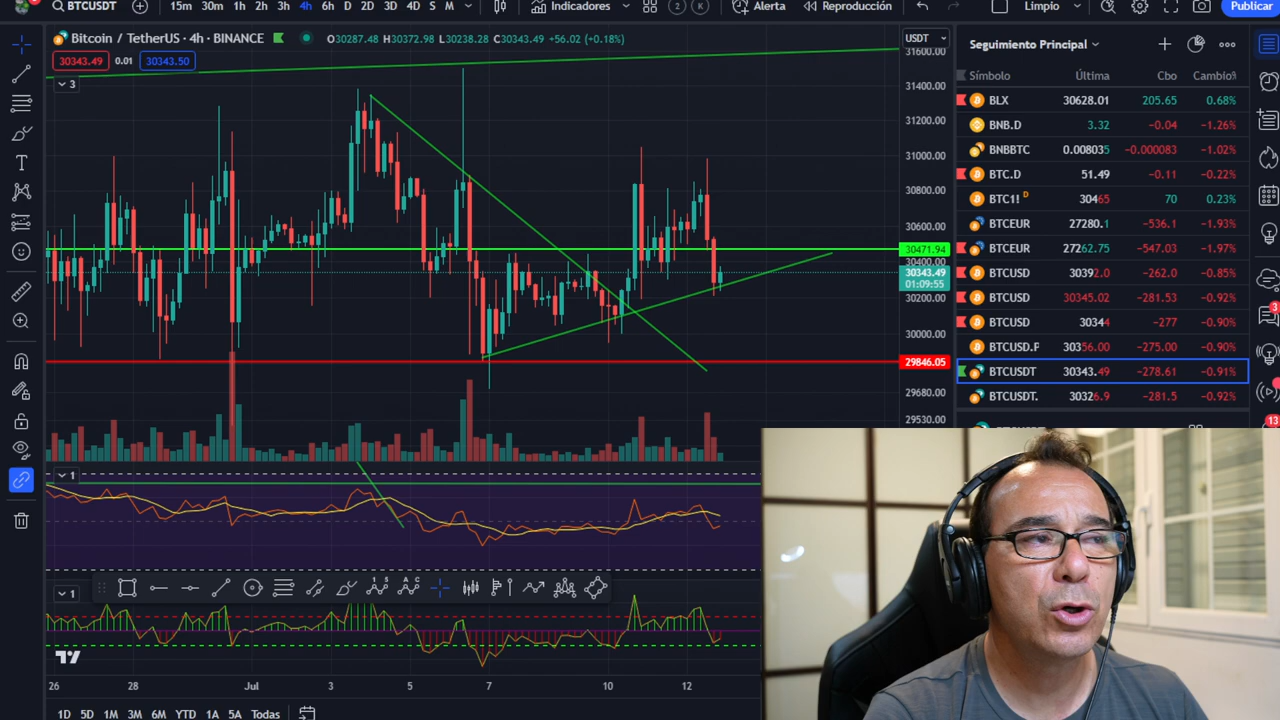 BTCUSDT
15m 30m 1h 2h 3h 4h 6h D 2D 3D 4D S M
Indicadores
2 K
Alerta
Reproducción
Limpio
Publicar
Bitcoin / TetherUS · 4h · BINANCE
O30287.48 H30372.98 L30238.28 C30343.49 +56.02 (+0.18%)
30343.49 0.01 30343.50
3
USDT
31600.00
31400.00
31200.00
31000.00
30800.00
30600.00
30471.94
30400.00
30343.49
01:09:55
30200.00
30000.00
29846.05
29680.00
29530.00
1
1
26 28 Jul 3 5 7 10 12
1D 5D 1M 3M 6M YTD 1A 5A Todas
Seguimiento Principal
Símbolo Última Cbo Cambio%
BLX 30628.01 205.65 0.68%
BNB.D 3.32 -0.04 -1.26%
BNBBTC 0.008035 -0.000083 -1.02%
BTC.D 51.49 -0.11 -0.22%
BTC1! D 30465 70 0.23%
BTCEUR 27280.1 -536.1 -1.93%
BTCEUR 27262.75 -547.03 -1.97%
BTCUSD 30392.0 -262.0 -0.85%
BTCUSD 30345.02 -281.53 -0.92%
BTCUSD 30344 -277 -0.90%
BTCUSD.P 30356.00 -275.00 -0.90%
BTCUSDT 30343.49 -278.61 -0.91%
BTCUSDT. 30326.9 -281.5 -0.92%
3
13